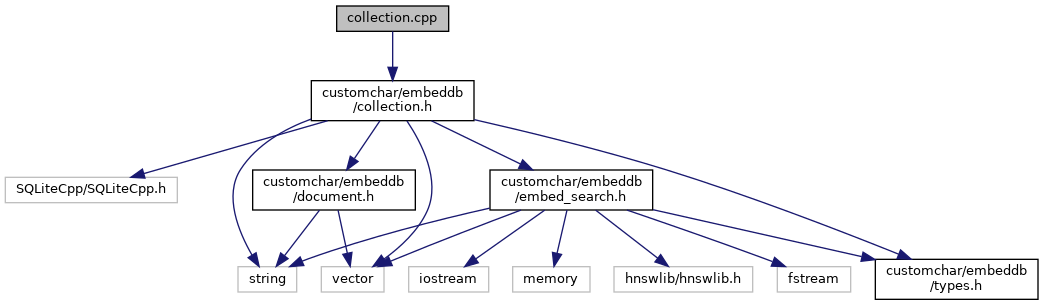 collection.cpp
customchar/embeddb
/collection.h
SQLiteCpp/SQLiteCpp.h
customchar/embeddb
/document.h
customchar/embeddb
/embed_search.h
string
vector
iostream
memory
hnswlib/hnswlib.h
fstream
customchar/embeddb
/types.h